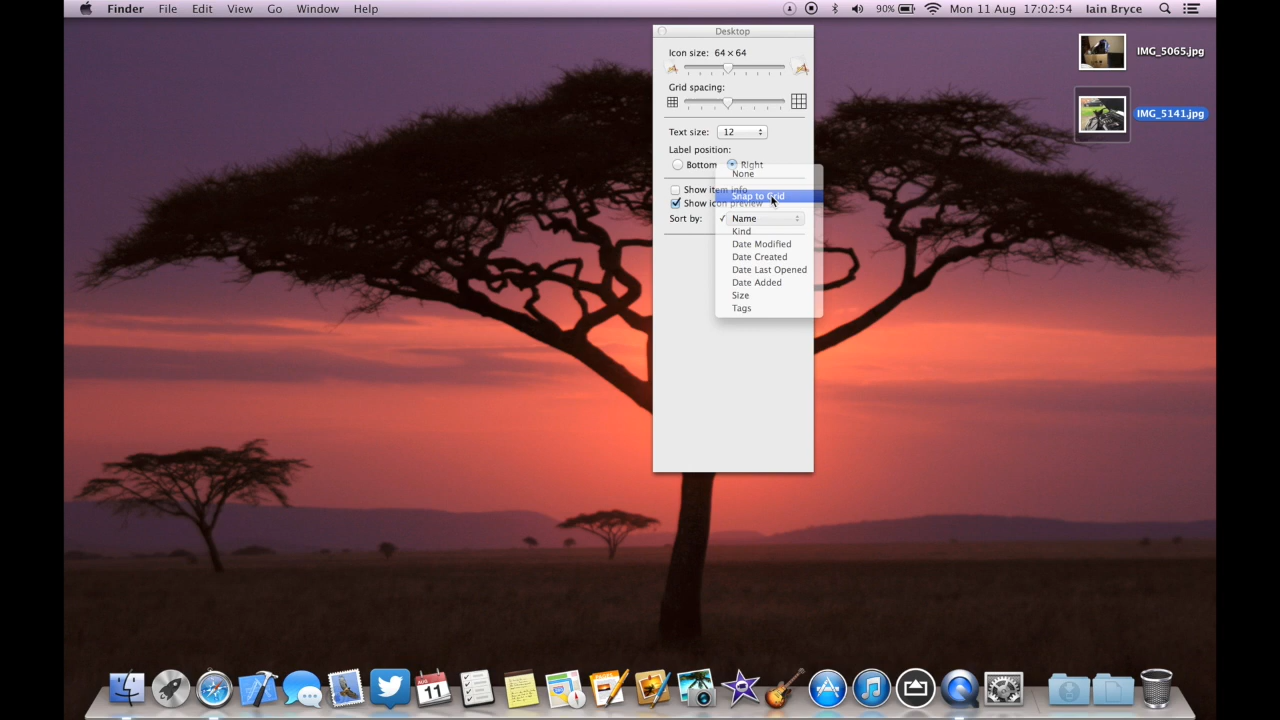 Finder File Edit View Go Window Help 90% Mon 11 Aug 17:02:54 Iain Bryce
Desktop
Icon size: 64 × 64
Grid spacing:
Text size: 12
Label position:
Bottom Right
None
Show item info
Snap to Grid
Show icon preview
Sort by: ✓ Name
Kind
Date Modified
Date Created
Date Last Opened
Date Added
Size
Tags
IMG_5065.jpg
IMG_5141.jpg
AUG
11